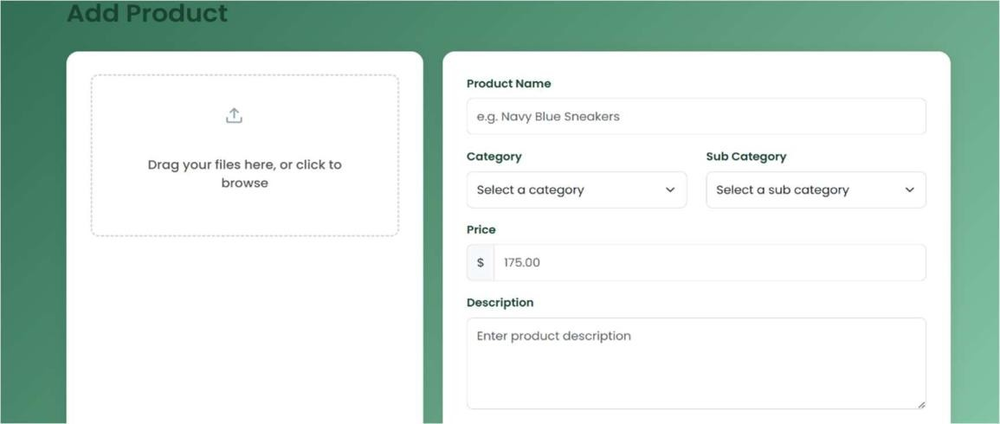 Add Product
Drag your files here, or click to
browse
Product Name
e.g. Navy Blue Sneakers
Category
Sub Category
Select a category
Select a sub category
Price
$ 175.00
Description
Enter product description